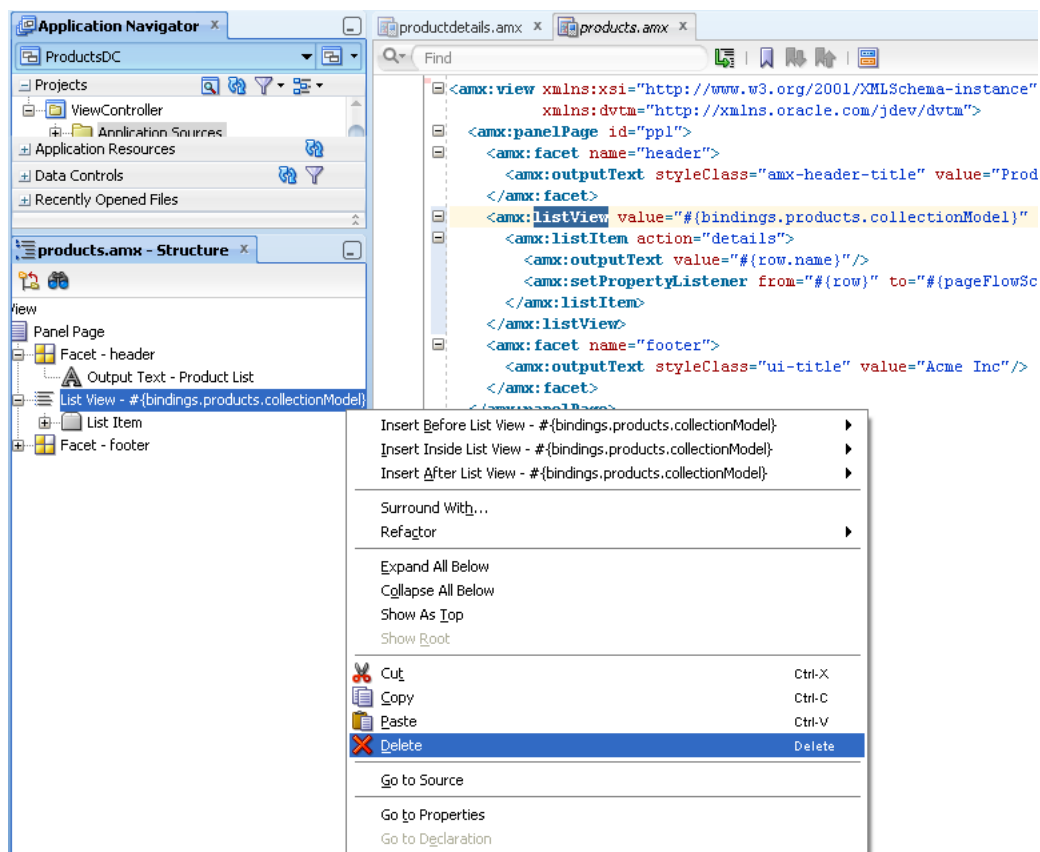 Application Navigator x
ProductsDC
Projects
ViewController
Application Sources
Application Resources
Data Controls
Recently Opened Files
products.amx - Structure x
View
Panel Page
Facet - header
Output Text - Product List
List View - #{bindings.products.collectionModel}
List Item
Facet - footer
productdetails.amx x products.amx x
Find
<amx:view xmlns:xsi="http://www.w3.org/2001/XMLSchema-instance"
xmlns:dvtm="http://xmlns.oracle.com/jdev/dvtm">
<amx:panelPage id="pp1">
<amx:facet name="header">
<amx:outputText styleClass="amx-header-title" value="Prod
</amx:facet>
<amx:listView value="#{bindings.products.collectionModel}"
<amx:listItem action="details">
<amx:outputText value="#{row.name}"/>
<amx:setPropertyListener from="#{row}" to="#{pageFlowSc
</amx:listItem>
</amx:listView>
<amx:facet name="footer">
<amx:outputText styleClass="ui-title" value="Acme Inc"/>
</amx:facet>
</amx:panelPage>
Insert Before List View - #{bindings.products.collectionModel}
Insert Inside List View - #{bindings.products.collectionModel}
Insert After List View - #{bindings.products.collectionModel}
Surround With...
Refactor
Expand All Below
Collapse All Below
Show As Top
Show Root
Cut Ctrl-X
Copy Ctrl-C
Paste Ctrl-V
Delete Delete
Go to Source
Go to Properties
Go to Declaration